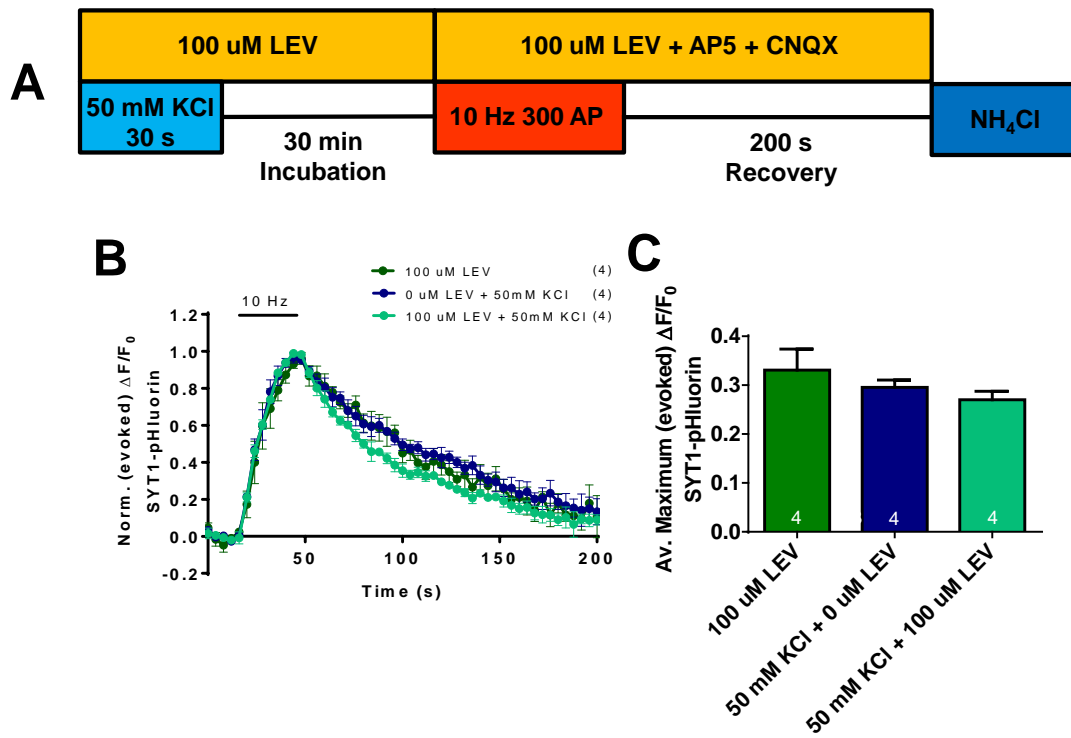 A
100 uM LEV
100 uM LEV + AP5 + CNQX
50 mM KCl
30 s
30 min
Incubation
10 Hz 300 AP
200 s
Recovery
NH₄Cl
B
100 uM LEV (4)
0 uM LEV + 50mM KCl (4)
100 uM LEV + 50mM KCl (4)
10 Hz
Norm. (evoked) ΔF/F₀
SYT1-pHluorin
1.2
1.0
0.8
0.6
0.4
0.2
0.0
-0.2
50
100
150
200
Time (s)
C
Av. Maximum (evoked) ΔF/F₀
SYT1-pHluorin
0.4
0.3
0.2
0.1
0.0
4
4
4
100 uM LEV
50 mM KCl + 0 uM LEV
50 mM KCl + 100 uM LEV